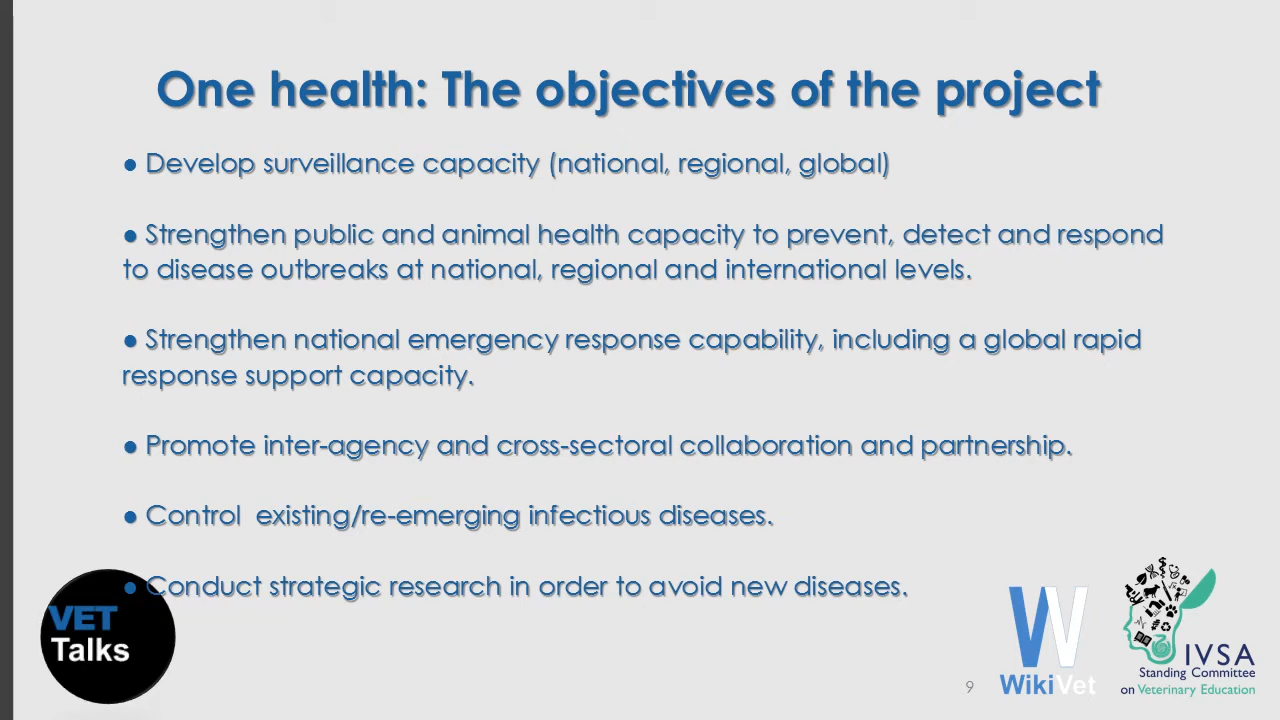 One health: The objectives of the project
● Develop surveillance capacity (national, regional, global)
● Strengthen public and animal health capacity to prevent, detect and respond
to disease outbreaks at national, regional and international levels.
● Strengthen national emergency response capability, including a global rapid
response support capacity.
● Promote inter-agency and cross-sectoral collaboration and partnership.
● Control  existing/re-emerging infectious diseases.
● Conduct strategic research in order to avoid new diseases.
VET
Talks
9
W
WikiVet
IVSA
Standing Committee
on Veterinary Education